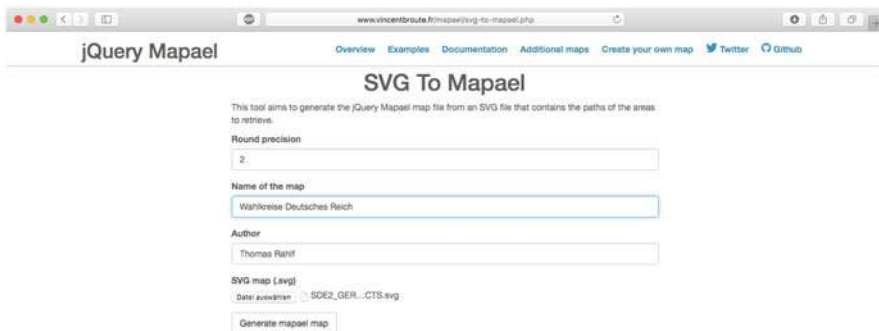 www.vincentbroute.fr/mapael/svg-to-mapael.php
jQuery Mapael
Overview Examples Documentation Additional maps Create your own map Twitter Github
SVG To Mapael
This tool aims to generate the jQuery Mapael map file from an SVG file that contains the paths of the areas
to retrieve.
Round precision
2
Name of the map
Wahlkreise Deutsches Reich
Author
Thomas Rahlf
SVG map (.svg)
Datei auswählen SDE2_GER...CTS.svg
Generate mapael map